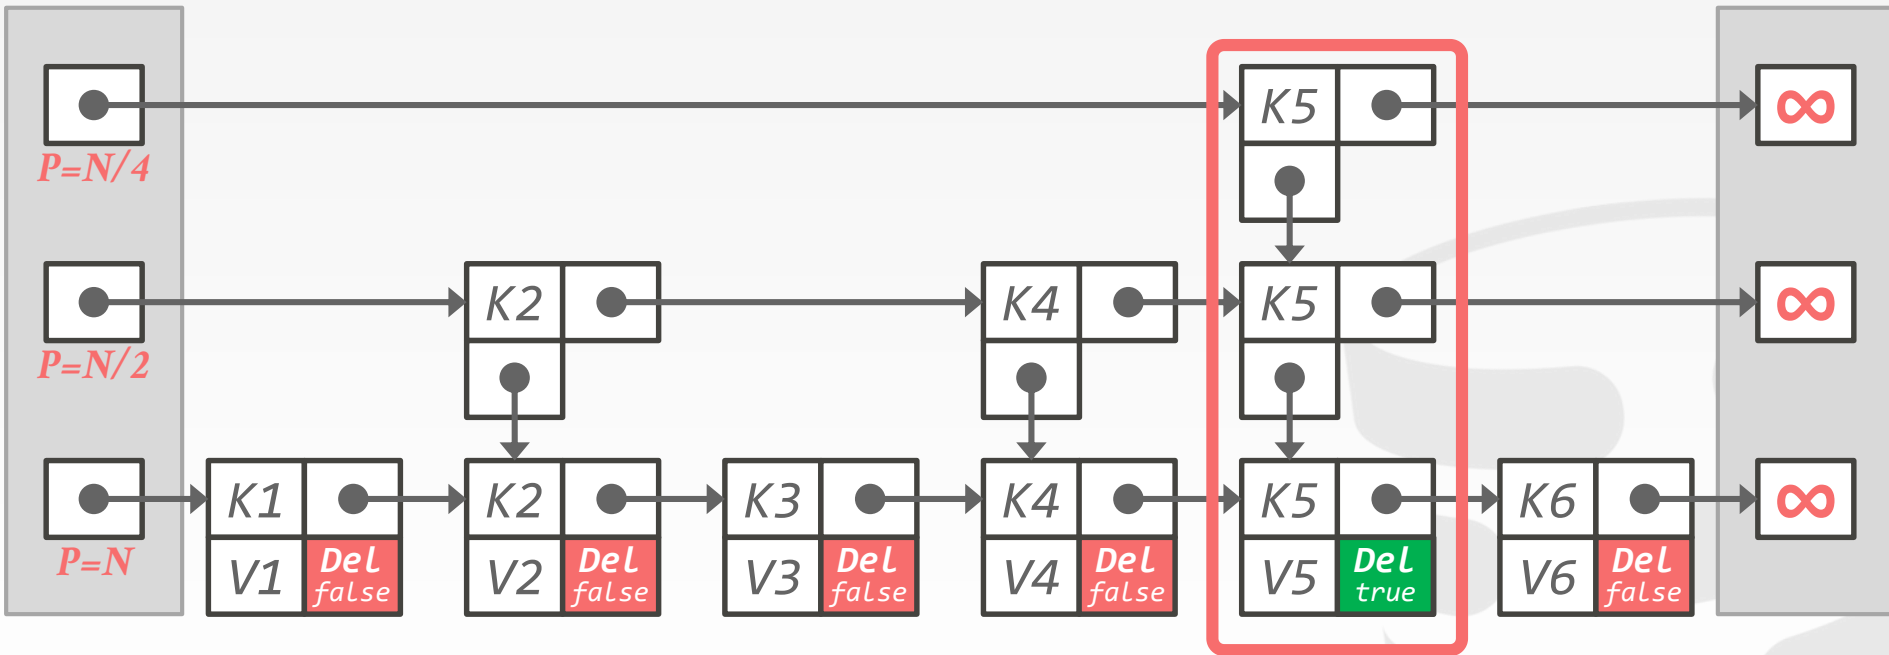 K5 ∞
P=N/4
K2 K4 K5 ∞
P=N/2
K1 K2 K3 K4 K5 K6 ∞
P=N
V1 Del false V2 Del false V3 Del false V4 Del false V5 Del true V6 Del false